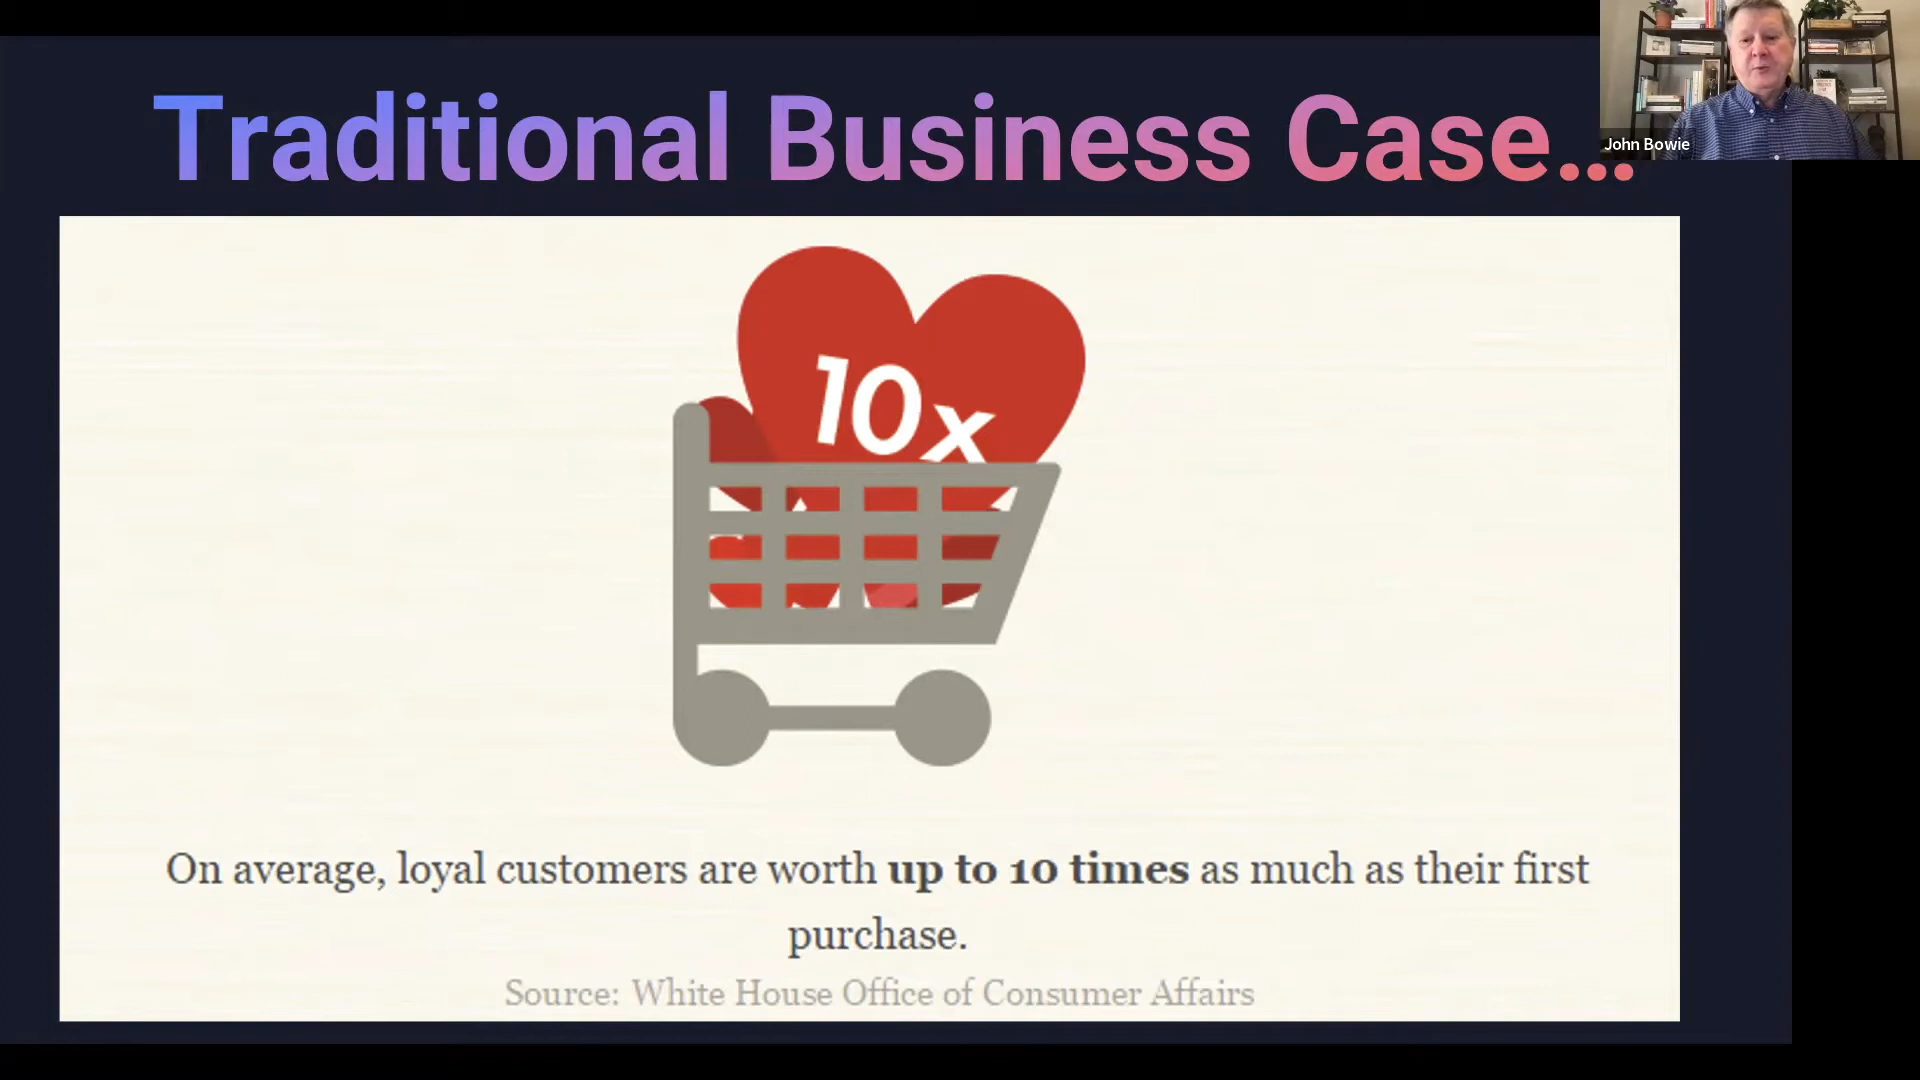 Traditional Business Case...
John Bowie
10x
On average, loyal customers are worth up to 10 times as much as their first
purchase.
Source: White House Office of Consumer Affairs